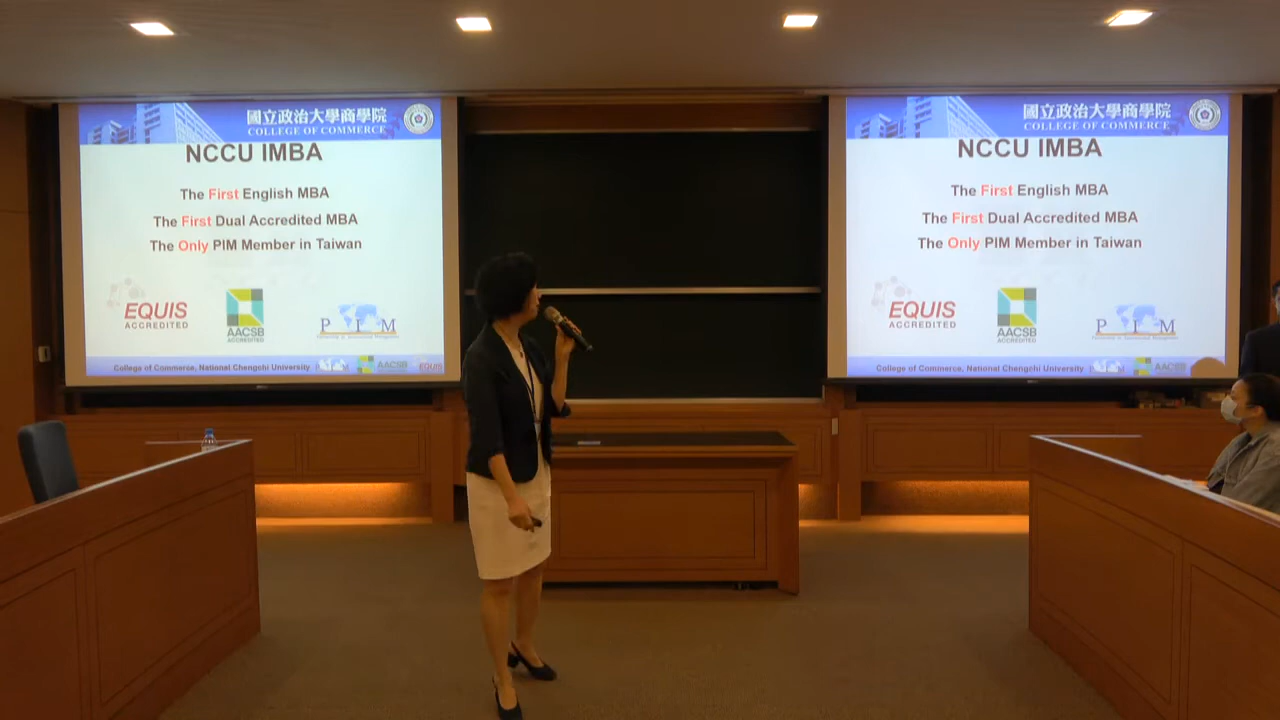 國立政治大學商學院
COLLEGE OF COMMERCE
NCCU IMBA
The First English MBA
The First Dual Accredited MBA
The Only PIM Member in Taiwan
EQUIS
ACCREDITED
AACSB
ACCREDITED
P I M
College of Commerce, National Chengchi University
AACSB
EQUIS
國立政治大學商學院
COLLEGE OF COMMERCE
NCCU IMBA
The First English MBA
The First Dual Accredited MBA
The Only PIM Member in Taiwan
EQUIS
ACCREDITED
AACSB
ACCREDITED
P I M
College of Commerce, National Chengchi University
AACSB